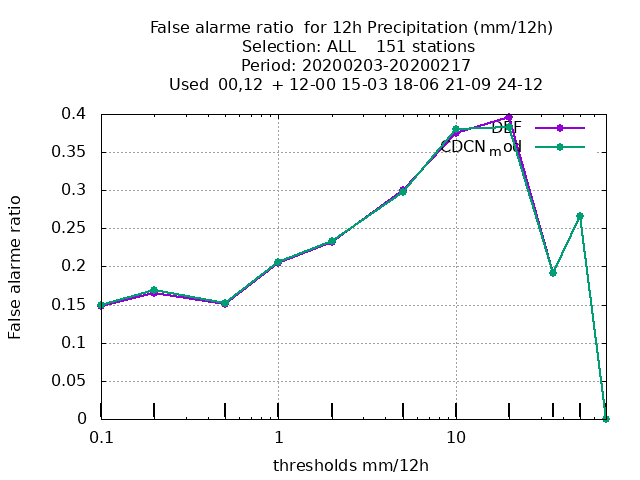 False alarme ratio  for 12h Precipitation (mm/12h)
Selection: ALL    151 stations
Period: 20200203-20200217
Used  00,12  + 12-00 15-03 18-06 21-09 24-12
0.4
0.35
0.3
0.25
0.2
0.15
0.1
0.05
0
False alarme ratio
DEF
CDCN_mod
0.1
1
10
thresholds mm/12h